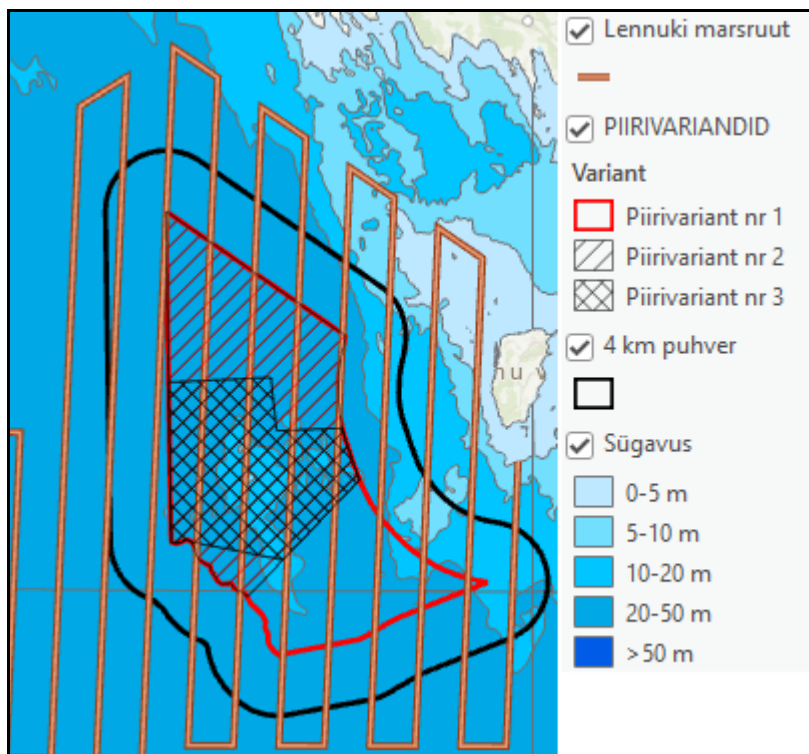 Lennuki marsruut
PIIRIVARIANDID
Variant
Piirivariant nr 1
Piirivariant nr 2
Piirivariant nr 3
4 km puhver
Sügavus
0-5 m
5-10 m
10-20 m
20-50 m
>50 m